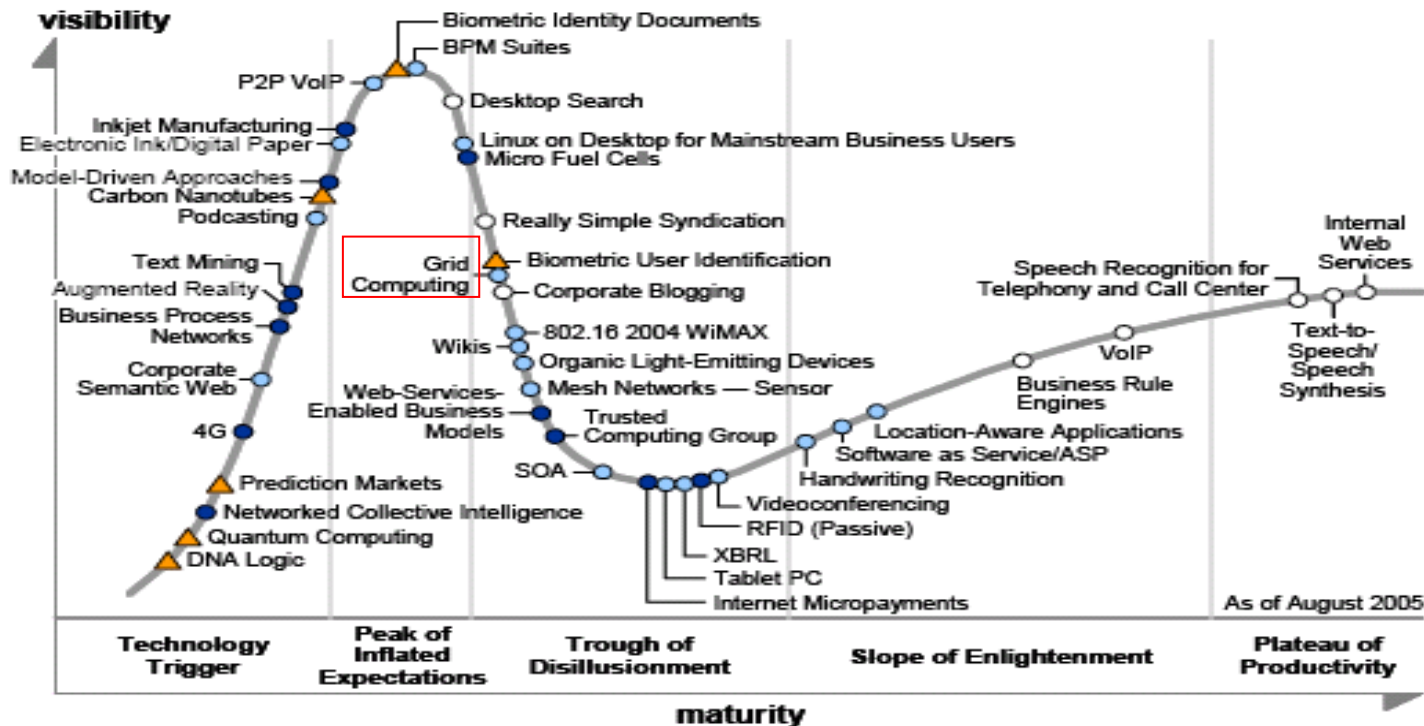 visibility
Biometric Identity Documents
BPM Suites
P2P VoIP
Desktop Search
Inkjet Manufacturing
Electronic Ink/Digital Paper
Linux on Desktop for Mainstream Business Users
Micro Fuel Cells
Model-Driven Approaches
Carbon Nanotubes
Podcasting
Really Simple Syndication
Text Mining
Augmented Reality
Business Process
Networks
Grid
Computing
Biometric User Identification
Corporate Blogging
802.16 2004 WiMAX
Wikis
Organic Light-Emitting Devices
Corporate
Semantic Web
Mesh Networks — Sensor
Web-Services-
Enabled Business
Models
Trusted
Computing Group
4G
SOA
Prediction Markets
Networked Collective Intelligence
Quantum Computing
DNA Logic
Internal
Web
Services
Speech Recognition for
Telephony and Call Center
Text-to-
Speech/
Speech
Synthesis
VoIP
Business Rule
Engines
Location-Aware Applications
Software as Service/ASP
Handwriting Recognition
Videoconferencing
RFID (Passive)
XBRL
Tablet PC
Internet Micropayments
As of August 2005
Technology
Trigger
Peak of
Inflated
Expectations
Trough of
Disillusionment
Slope of Enlightenment
Plateau of
Productivity
maturity